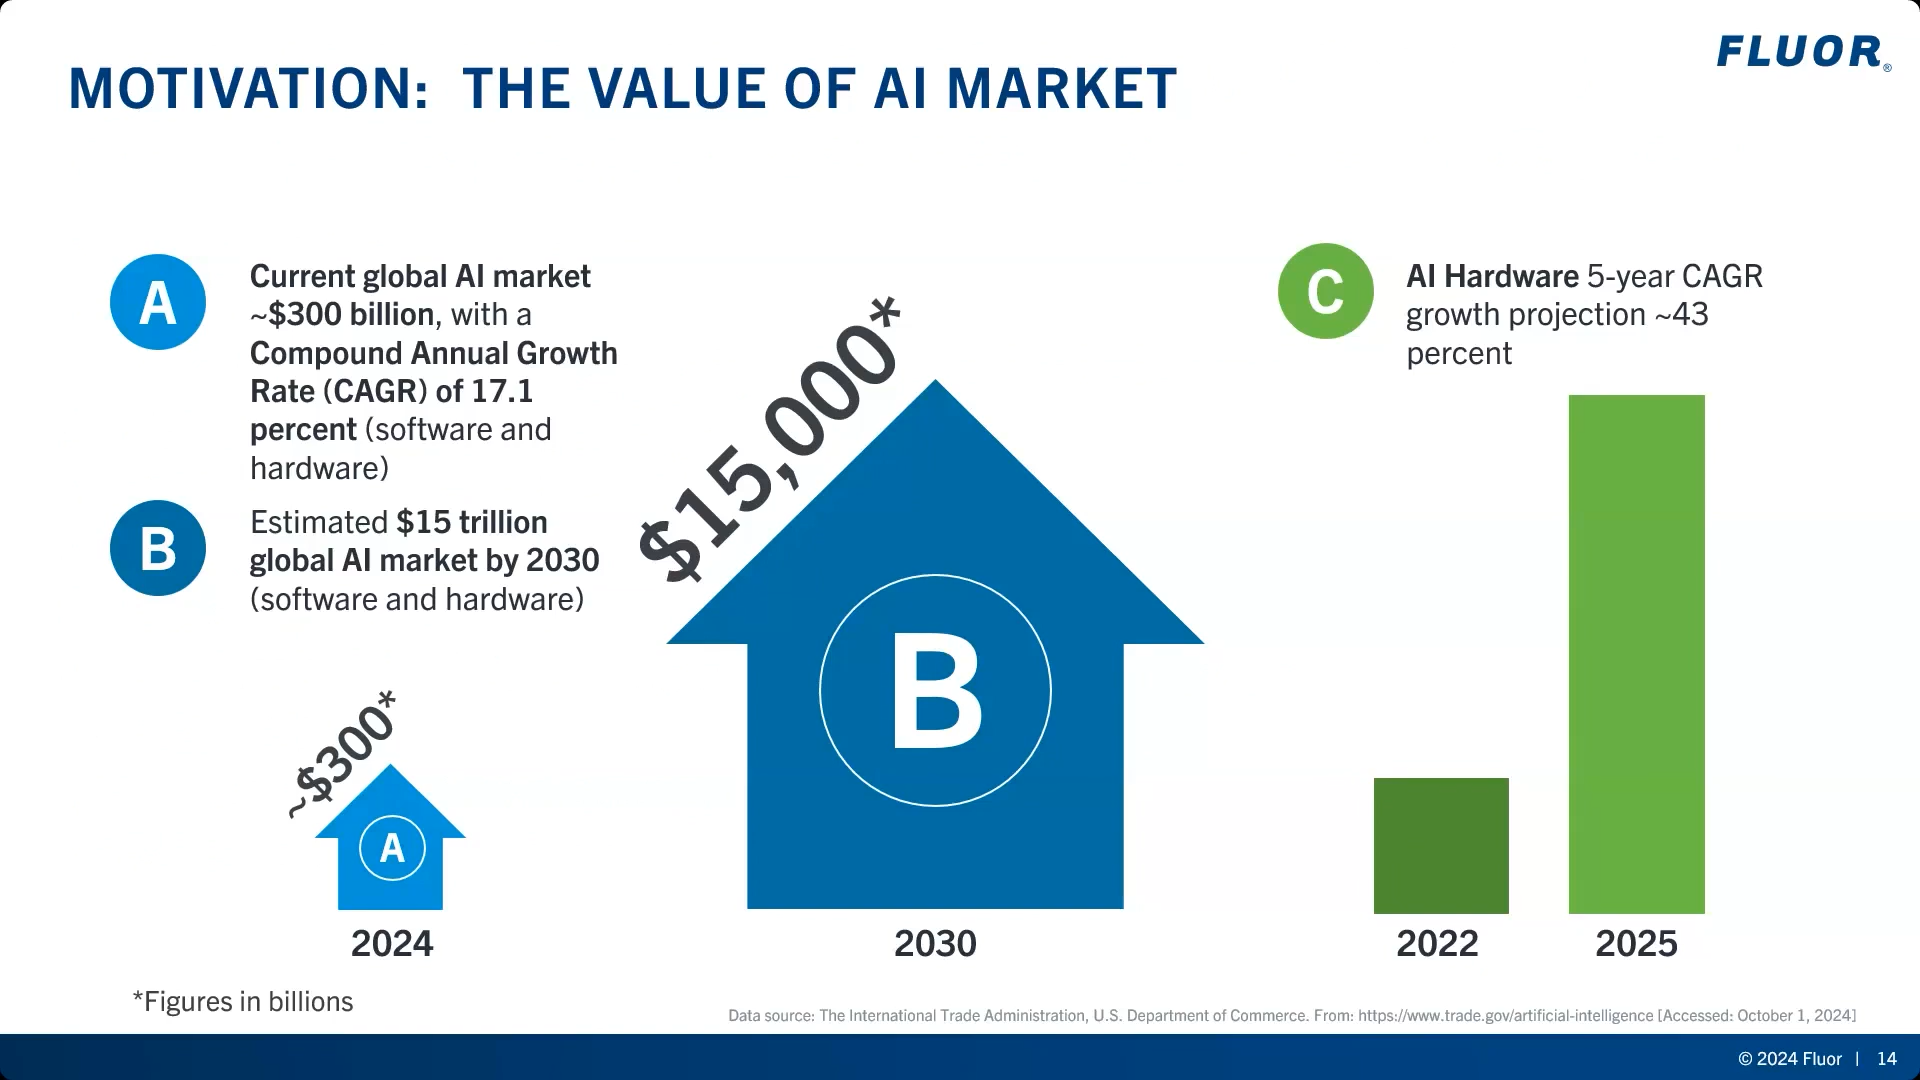 FLUOR®
MOTIVATION: THE VALUE OF AI MARKET
A
Current global AI market
~$300 billion, with a
Compound Annual Growth
Rate (CAGR) of 17.1
percent (software and
hardware)
B
Estimated $15 trillion
global AI market by 2030
(software and hardware)
~$300*
A
2024
$15,000*
B
2030
C
AI Hardware 5-year CAGR
growth projection ~43
percent
2022
2025
*Figures in billions
Data source: The International Trade Administration, U.S. Department of Commerce. From: https://www.trade.gov/artificial-intelligence [Accessed: October 1, 2024]
© 2024 Fluor | 14